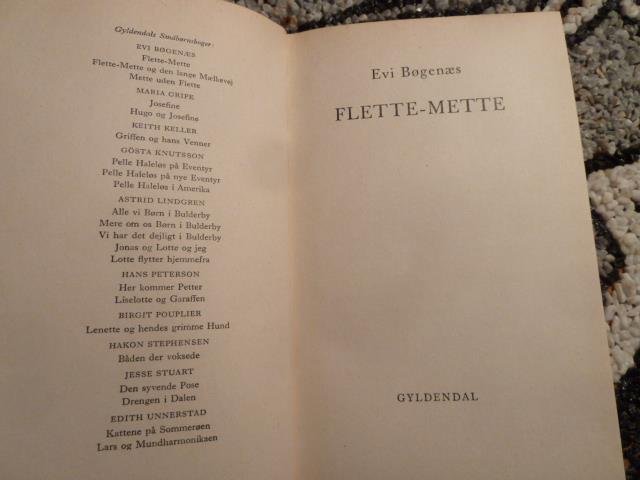 Gyldendals Småbørnsbøger:
EVI BØGENÆS
Flette-Mette
Flette-Mette og den lange Mælkevej
Mette uden Flette
MARIA GRIPE
Josefine
Hugo og Josefine
KEITH KELLER
Griffen og hans Venner
GÖSTA KNUTSSON
Pelle Haleløs på Eventyr
Pelle Haleløs på nye Eventyr
Pelle Haleløs i Amerika
ASTRID LINDGREN
Alle vi Børn i Bulderby
Mere om os Børn i Bulderby
Vi har det dejligt i Bulderby
Jonas og Lotte og jeg
Lotte flytter hjemmefra
HANS PETERSON
Her kommer Petter
Liselotte og Garaffen
BIRGIT POUPLIER
Lenette og hendes grimme Hund
HAKON STEPHENSEN
Båden der voksede
JESSE STUART
Den syvende Pose
Drengen i Dalen
EDITH UNNERSTAD
Kattene på Sommerøen
Lars og Mundharmonikaen
Evi Bøgenæs
FLETTE-METTE
GYLDENDAL